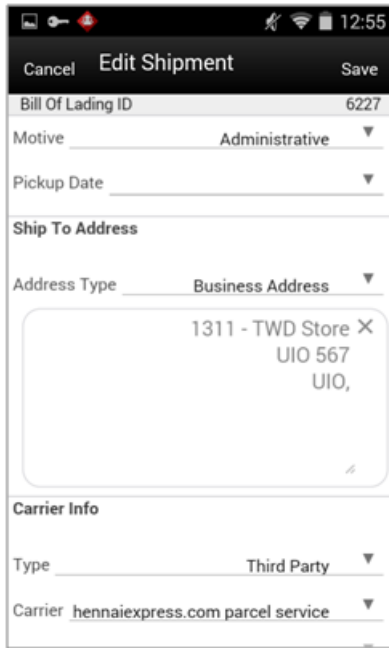 12:55
Cancel Edit Shipment Save
Bill Of Lading ID 6227
Motive Administrative
Pickup Date
Ship To Address
Address Type Business Address
1311 - TWD Store
UIO 567
UIO,
Carrier Info
Type Third Party
Carrier hennaiexpress.com parcel service